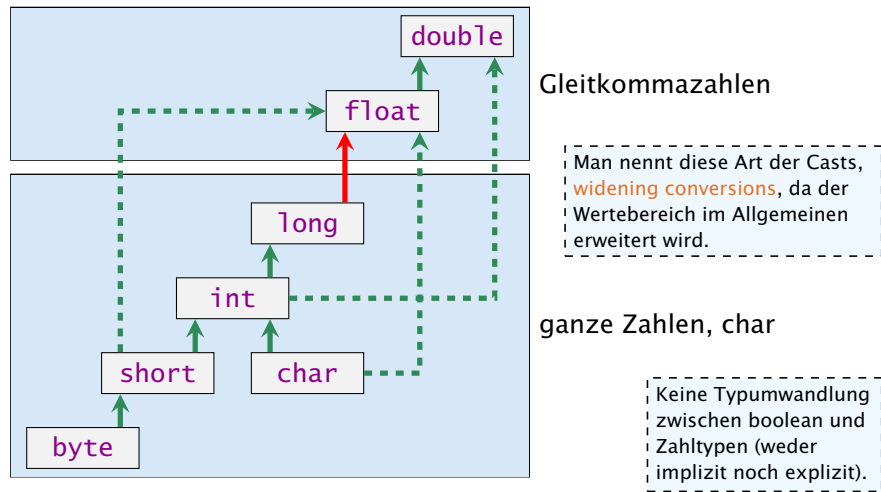 double
Gleitkommazahlen
float
Man nennt diese Art der Casts,
widening conversions, da der
Wertebereich im Allgemeinen
erweitert wird.
long
int
ganze Zahlen, char
short
char
Keine Typumwandlung
zwischen boolean und
Zahltypen (weder
implizit noch explizit).
byte